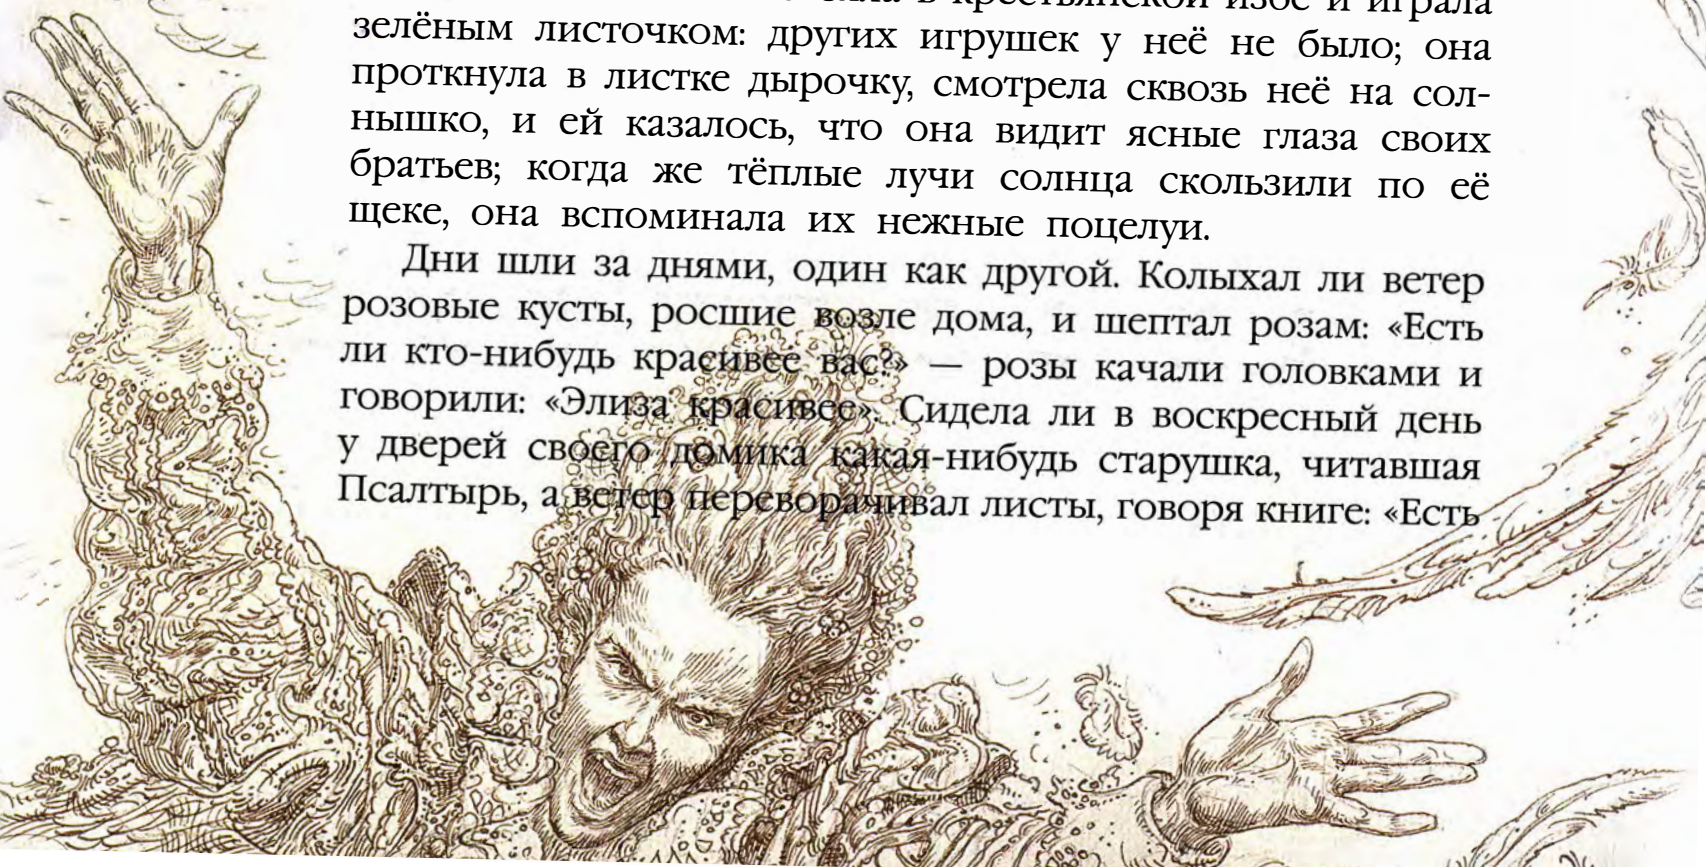 в крестьянской избе и играла
зелёным листочком: других игрушек у неё не было; она
проткнула в листке дырочку, смотрела сквозь неё на сол-
нышко, и ей казалось, что она видит ясные глаза своих
братьев; когда же тёплые лучи солнца скользили по её
щеке, она вспоминала их нежные поцелуи.
Дни шли за днями, один как другой. Колыхал ли ветер
розовые кусты, росшие возле дома, и шептал розам: «Есть
ли кто-нибудь красивее вас?» — розы качали головками и
говорили: «Элиза красивее». Сидела ли в воскресный день
у дверей своего домика какая-нибудь старушка, читавшая
Псалтырь, а ветер переворачивал листы, говоря книге: «Есть